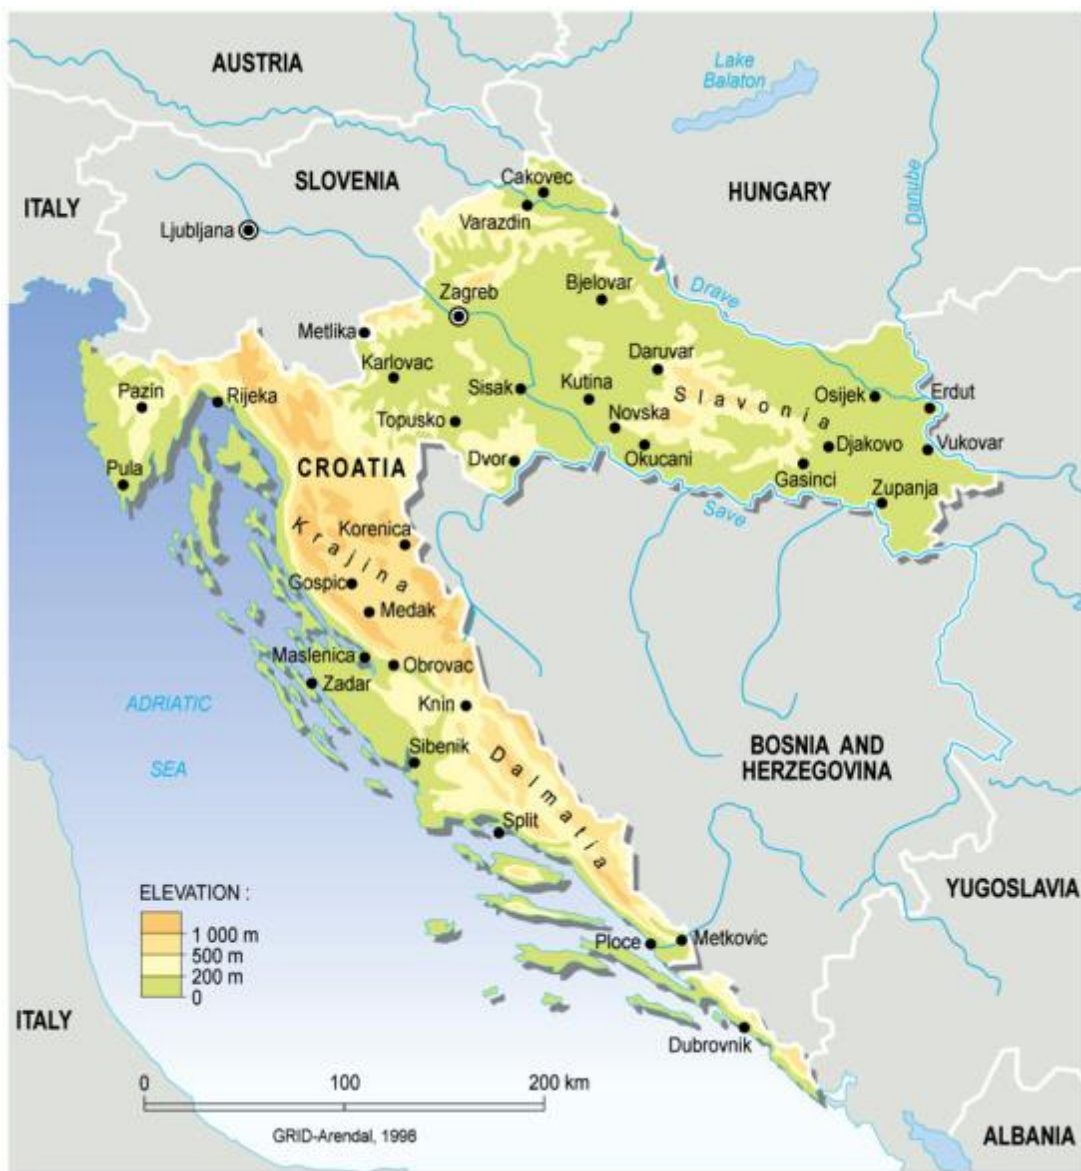 AUSTRIA
Lake
Balaton
SLOVENIA
Cakovec
HUNGARY
Danube
ITALY
Varazdin
Ljubljana
Drave
Bjelovar
Zagreb
Metlika
Daruvar
Karlovac
Sisak
Kutina
Slavonia
Osijek
Erdut
Pazin
Rijeka
Topusko
Novska
Djakovo
Vukovar
Pula
CROATIA
Dvor
Okucani
Gasinci
Zupanja
Save
Korenica
Krajina
Gospic
Medak
Maslenica
Obrovac
Zadar
ADRIATIC
SEA
Knin
Sibenik
BOSNIA AND
HERZEGOVINA
Dalmatia
Split
YUGOSLAVIA
ELEVATION :
1 000 m
500 m
200 m
0
Ploce
Metkovic
ITALY
Dubrovnik
0 100 200 km
GRID-Arendal, 1998
ALBANIA